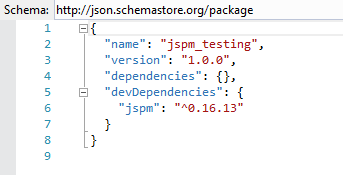 Schema: http://json.schemastore.org/package
1 {
2   "name": "jspm_testing",
3   "version": "1.0.0",
4   "dependencies": {},
5   "devDependencies": {
6     "jspm": "^0.16.13"
7   }
8 }
9